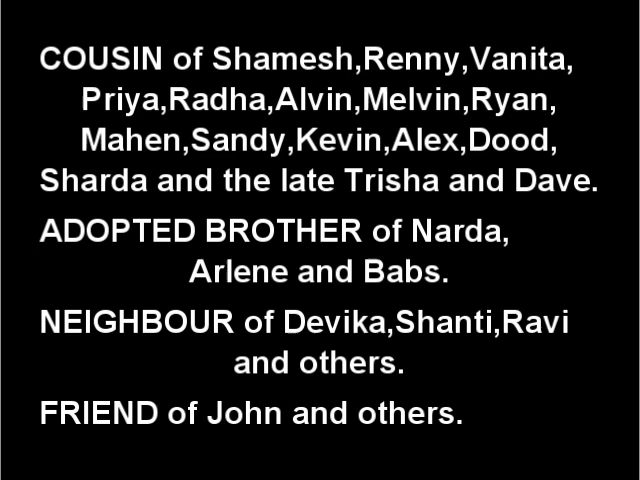 COUSIN of Shamesh,Renny,Vanita,
Priya,Radha,Alvin,Melvin,Ryan,
Mahen,Sandy,Kevin,Alex,Dood,
Sharda and the late Trisha and Dave.
ADOPTED BROTHER of Narda,
Arlene and Babs.
NEIGHBOUR of Devika,Shanti,Ravi
and others.
FRIEND of John and others.